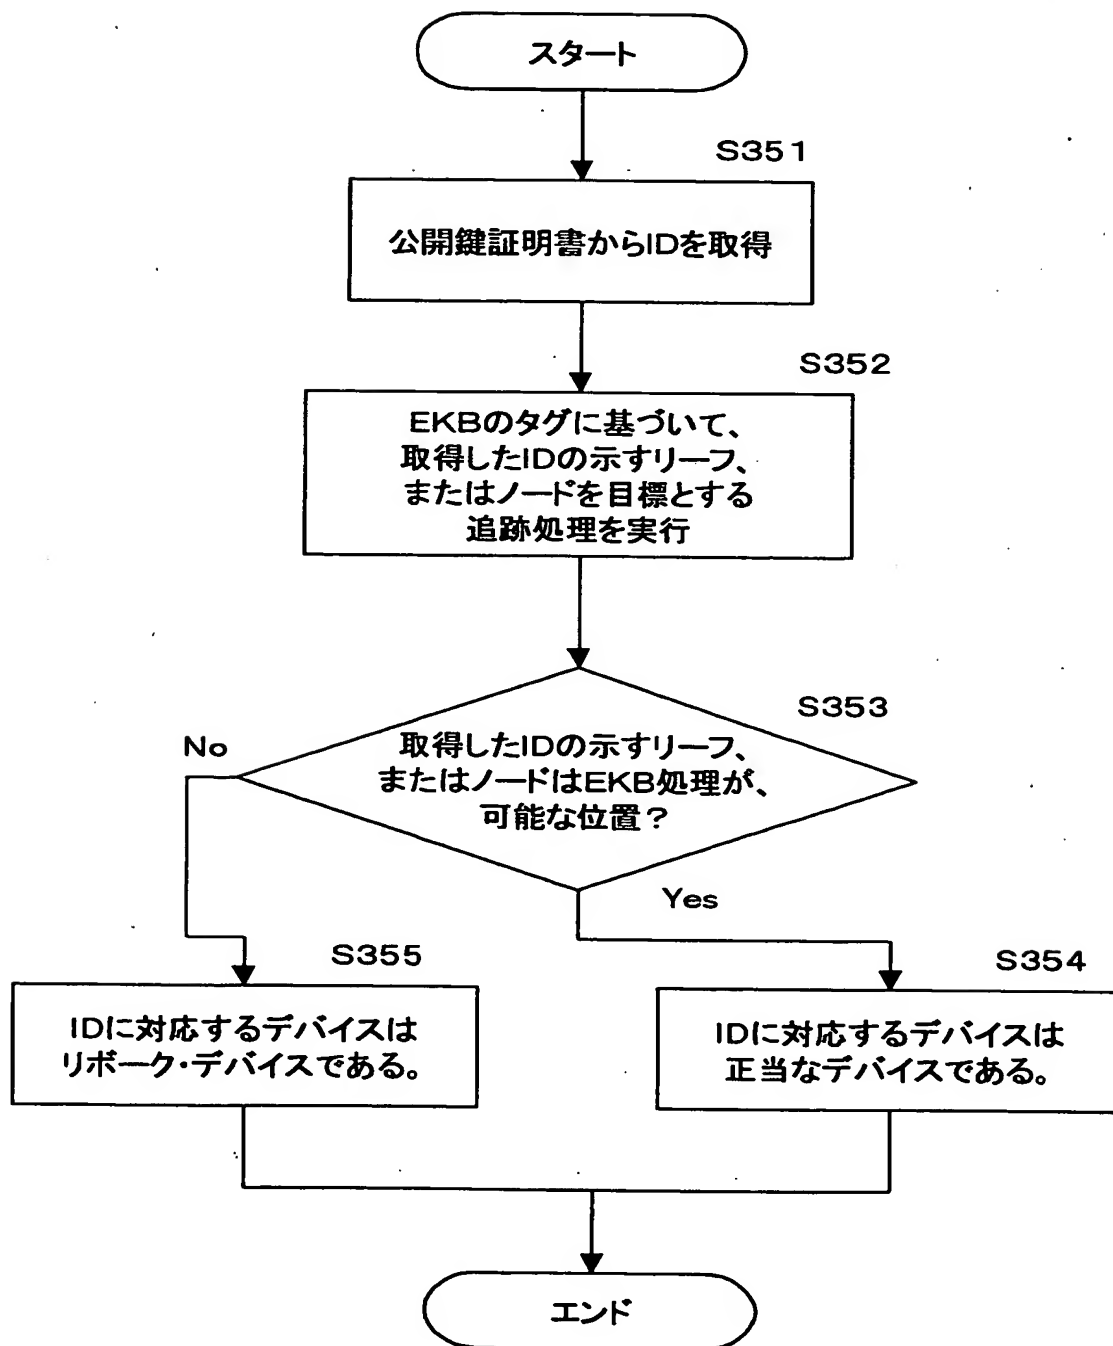 スタート
S351
公開鍵証明書からIDを取得
S352
EKBのタグに基づいて、
取得したIDの示すリーフ、
またはノードを目標とする
追跡処理を実行
S353
取得したIDの示すリーフ、
またはノードはEKB処理が、
可能な位置?
No
Yes
S355
IDに対応するデバイスは
リボーク・デバイスである。
S354
IDに対応するデバイスは
正当なデバイスである。
エンド